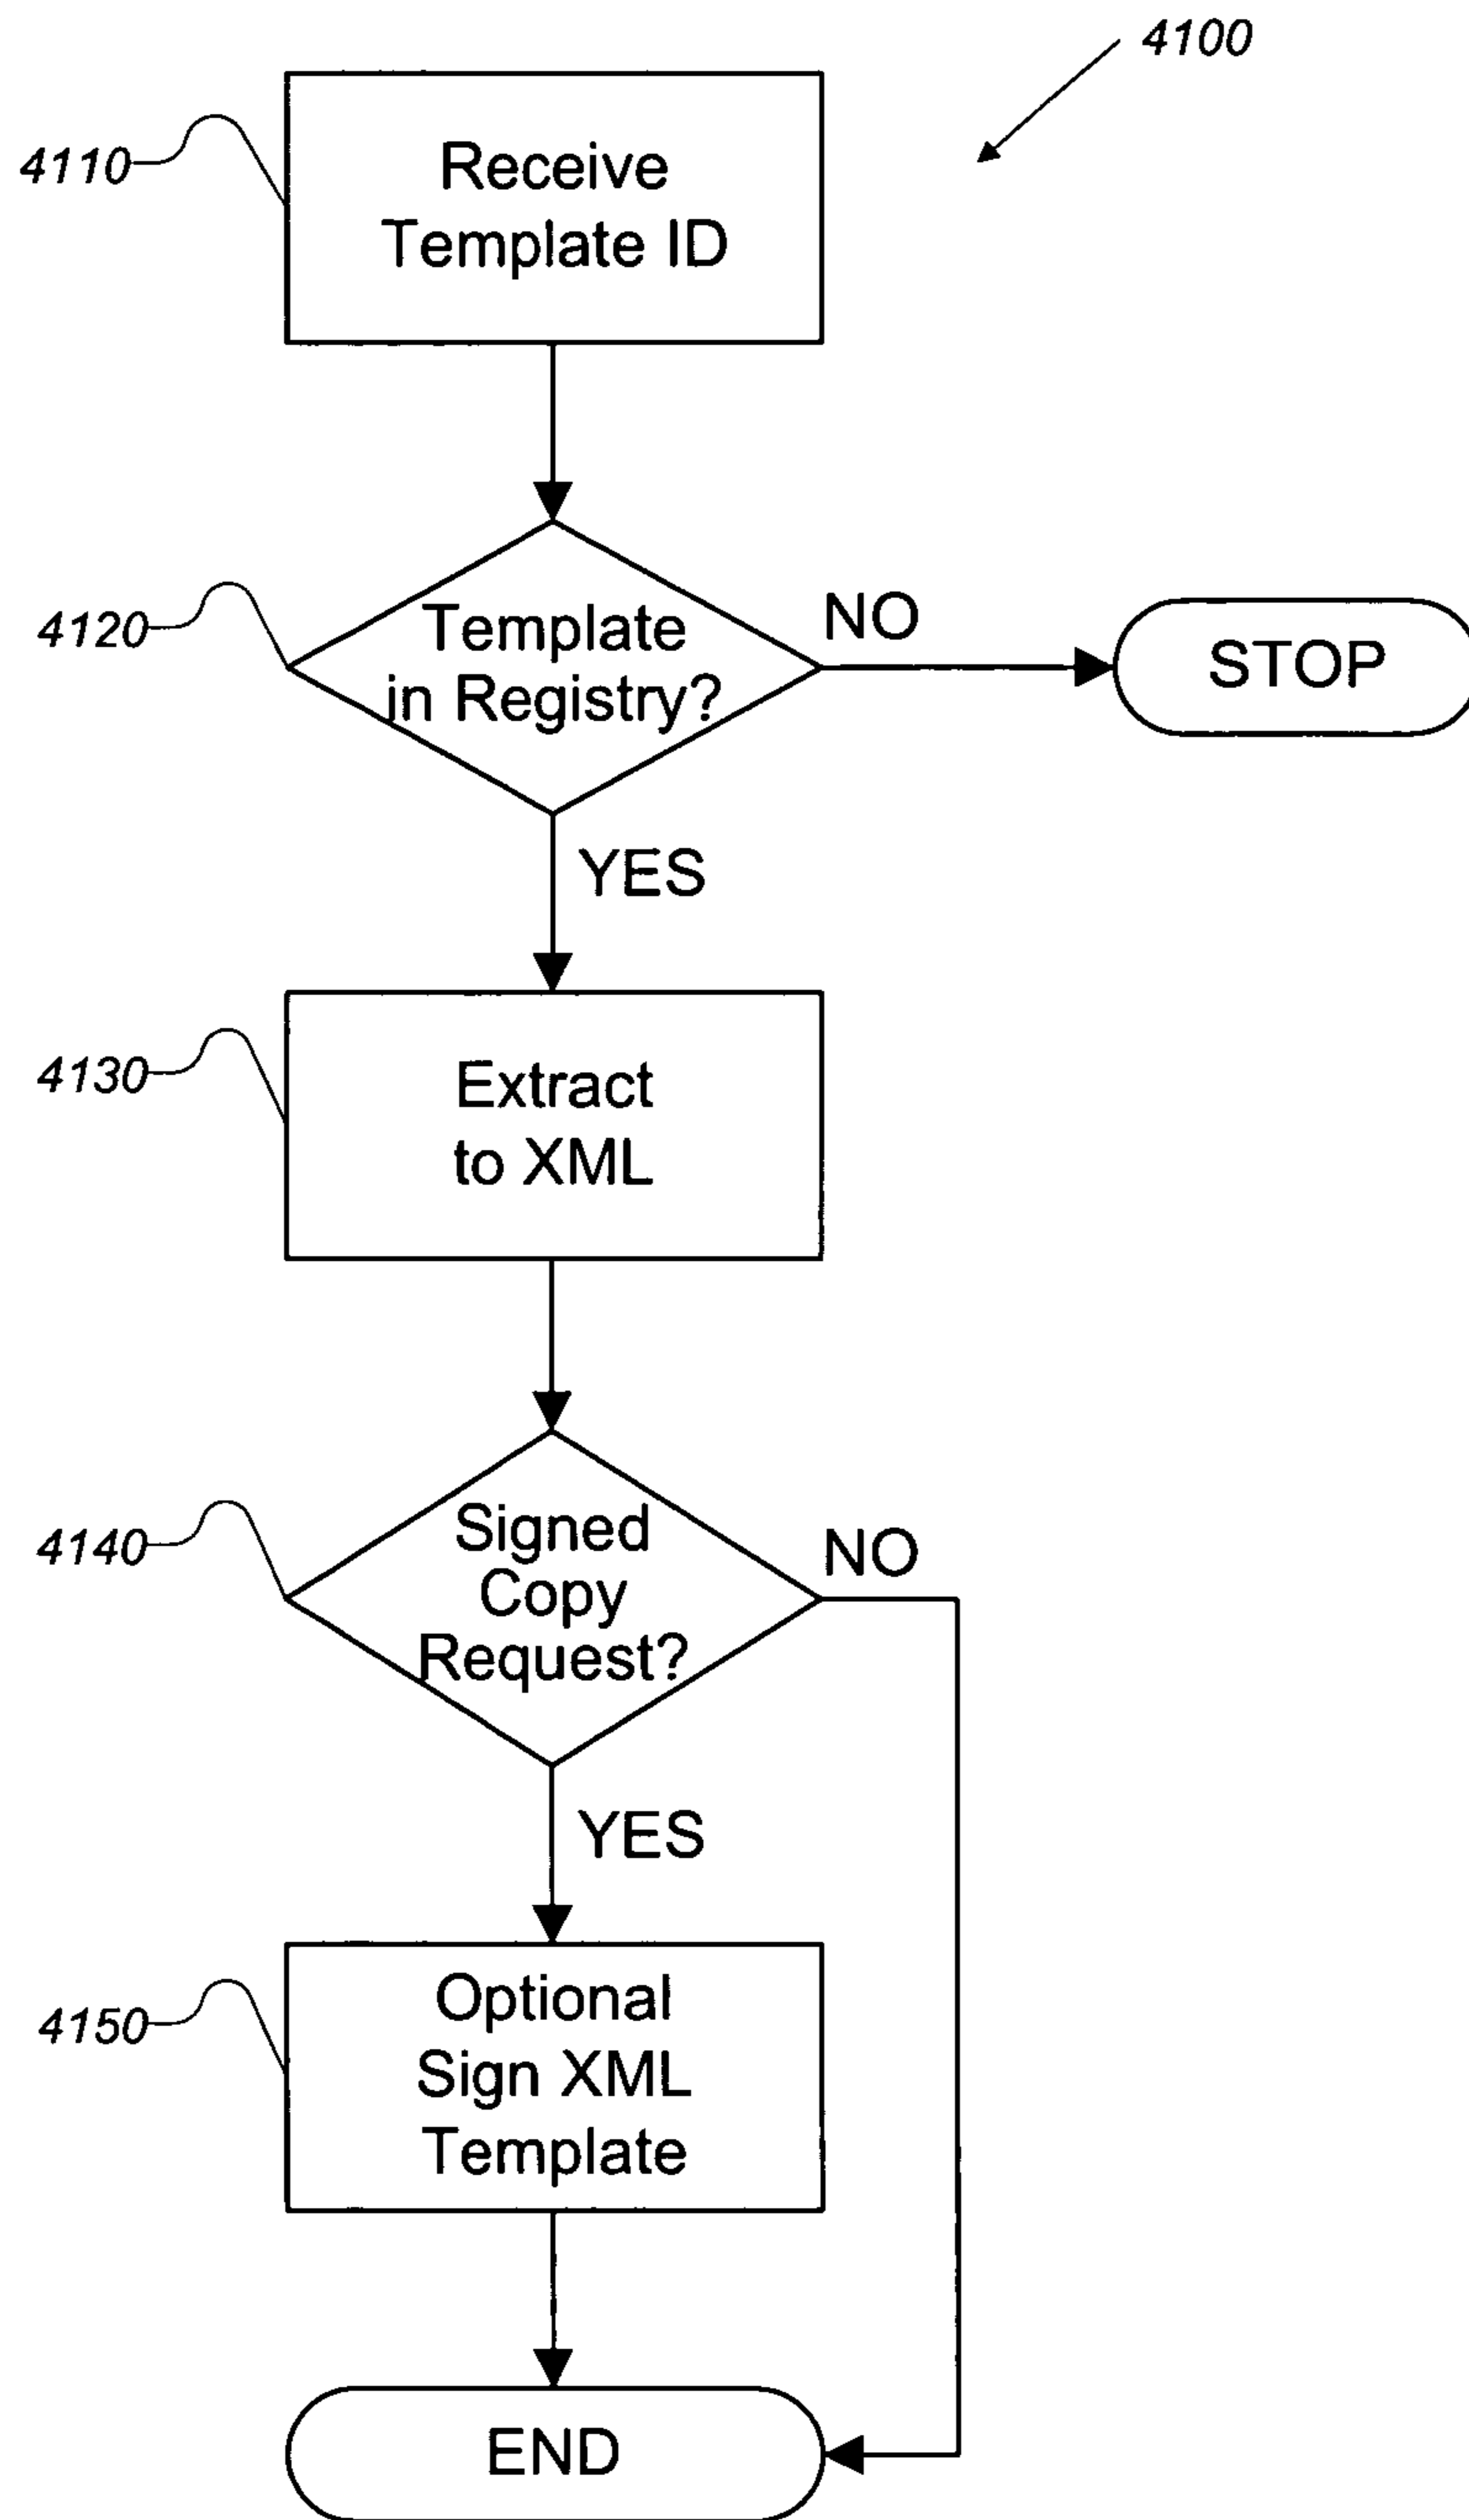 4100
4110
Receive
Template ID
4120
Template
in Registry?
NO
STOP
YES
4130
Extract
to XML
4140
Signed
Copy
Request?
NO
YES
4150
Optional
Sign XML
Template
END